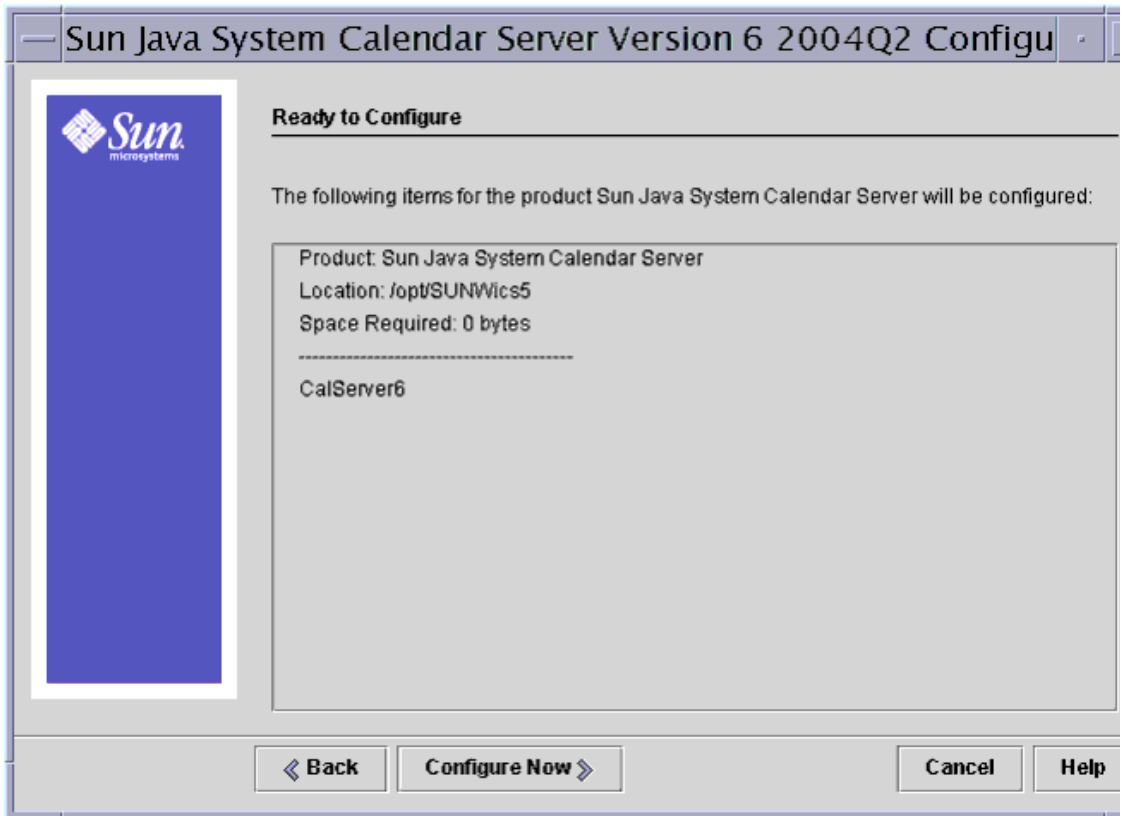 Sun Java System Calendar Server Version 6 2004Q2 Configu
Sun.
microsystems
Ready to Configure
The following items for the product Sun Java System Calendar Server will be configured:
Product: Sun Java System Calendar Server
Location: /opt/SUNWics5
Space Required: 0 bytes
----------------------------------------
CalServer6
Back
Configure Now
Cancel
Help